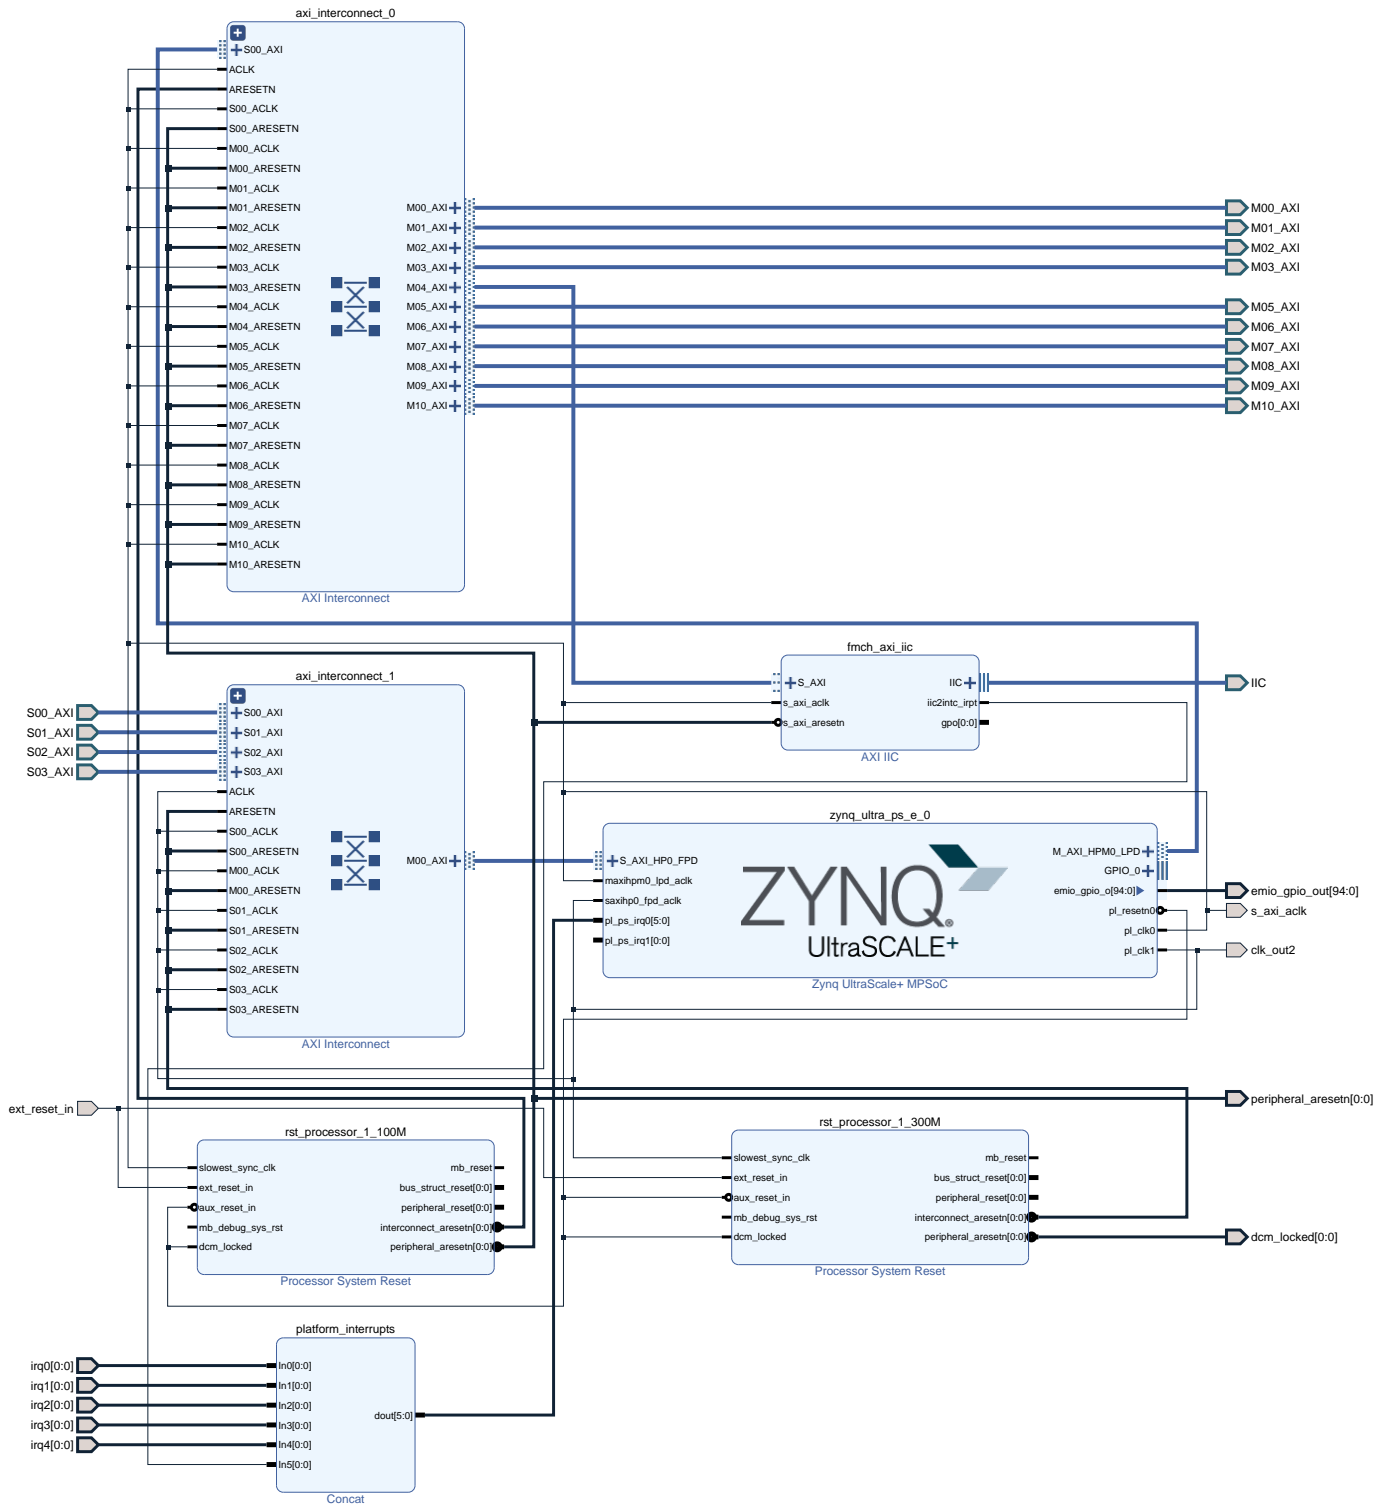 axi_interconnect_0
S00_AXI
ACLK
ARESETN
S00_ACLK
S00_ARESETN
M00_ACLK
M00_ARESETN
M01_ACLK
M01_ARESETN
M02_ACLK
M02_ARESETN
M03_ACLK
M03_ARESETN
M04_ACLK
M04_ARESETN
M05_ACLK
M05_ARESETN
M06_ACLK
M06_ARESETN
M07_ACLK
M07_ARESETN
M08_ACLK
M08_ARESETN
M09_ACLK
M09_ARESETN
M10_ACLK
M10_ARESETN
M00_AXI
M01_AXI
M02_AXI
M03_AXI
M04_AXI
M05_AXI
M06_AXI
M07_AXI
M08_AXI
M09_AXI
M10_AXI
AXI Interconnect
M00_AXI
M01_AXI
M02_AXI
M03_AXI
M05_AXI
M06_AXI
M07_AXI
M08_AXI
M09_AXI
M10_AXI
fmch_axi_iic
S_AXI
s_axi_aclk
s_axi_aresetn
IIC
iic2intc_irpt
gpo[0:0]
AXI IIC
IIC
S00_AXI
S01_AXI
S02_AXI
S03_AXI
axi_interconnect_1
S00_AXI
S01_AXI
S02_AXI
S03_AXI
ACLK
ARESETN
S00_ACLK
S00_ARESETN
M00_ACLK
M00_ARESETN
S01_ACLK
S01_ARESETN
S02_ACLK
S02_ARESETN
S03_ACLK
S03_ARESETN
M00_AXI
AXI Interconnect
zynq_ultra_ps_e_0
S_AXI_HP0_FPD
maxihpm0_lpd_aclk
saxihp0_fpd_aclk
pl_ps_irq0[5:0]
pl_ps_irq1[0:0]
ZYNQ
UltraSCALE+
M_AXI_HPM0_LPD
GPIO_0
emio_gpio_o[94:0]
pl_resetn0
pl_clk0
pl_clk1
Zynq UltraScale+ MPSoC
emio_gpio_out[94:0]
s_axi_aclk
clk_out2
ext_reset_in
rst_processor_1_100M
slowest_sync_clk
ext_reset_in
aux_reset_in
mb_debug_sys_rst
dcm_locked
mb_reset
bus_struct_reset[0:0]
peripheral_reset[0:0]
interconnect_aresetn[0:0]
peripheral_aresetn[0:0]
Processor System Reset
rst_processor_1_300M
slowest_sync_clk
ext_reset_in
aux_reset_in
mb_debug_sys_rst
dcm_locked
mb_reset
bus_struct_reset[0:0]
peripheral_reset[0:0]
interconnect_aresetn[0:0]
peripheral_aresetn[0:0]
Processor System Reset
peripheral_aresetn[0:0]
dcm_locked[0:0]
irq0[0:0]
irq1[0:0]
irq2[0:0]
irq3[0:0]
irq4[0:0]
platform_interrupts
In0[0:0]
In1[0:0]
In2[0:0]
In3[0:0]
In4[0:0]
In5[0:0]
dout[5:0]
Concat